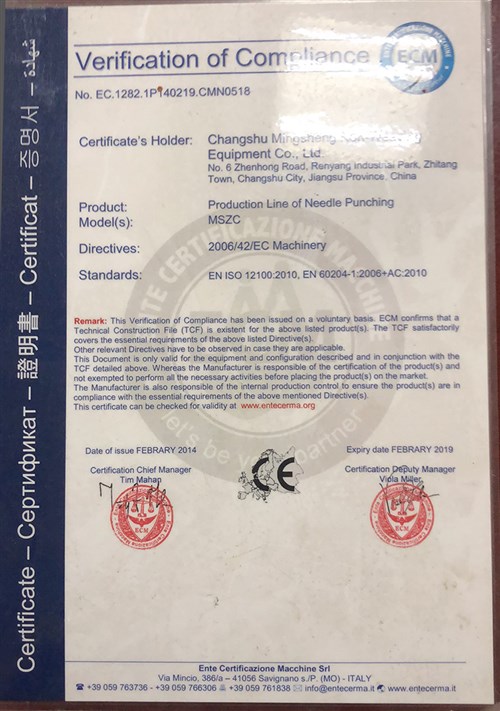 Certificate – Сертификат – 證明書 – Certificat – 증명서 – شهادة
Verification of Compliance
ECM
No. EC.1282.1P140219.CMN0518
Certificate's Holder: Changshu Mingsheng
Equipment Co., Ltd
No. 6 Zhenhong Road, Renyang Industrial Park, Zhitang
Town, Changshu City, Jiangsu Province, China
Product: Production Line of Needle Punching
Model(s): MSZC
Directives: 2006/42/EC Machinery
Standards: EN ISO 12100:2010, EN 60204-1:2006+AC:2010
ENTE CERTIFICAZIONE MACCHINE
Let's be your partner
Remark: This Verification of Compliance has been issued on a voluntary basis. ECM confirms that a
Technical Construction File (TCF) is existent for the above listed product(s). The TCF satisfactorily
covers the essential requirements of the above listed Directive(s).
Other relevant Directives have to be observed in case they are applicable.
This Document is only valid for the equipment and configuration described and in conjunction with the
TCF detailed above. Whereas the Manufacturer is responsible of the certification of the product(s) and
not exempted to perform all the necessary activities before placing the product(s) on the market.
The Manufacturer is also responsible of the internal production control to ensure the product(s) are in
compliance with the essential requirements of the above mentioned Directive(s).
This certificate can be checked for validity at www.entecerma.org
Date of issue FEBRARY 2014
Expiry date FEBRARY 2019
Certification Chief Manager
Tim Mahan
Certification Deputy Manager
Viola Miller
CE
ECM
ECM
Ente Certificazione Macchine Srl
Via Mincio, 386/a – 41056 Savignano s./P. (MO) - ITALY
☎ +39 059 763736 - +39 059 766306 +39 059 761838 ✉ info@entecerma.it www.entecerma.it